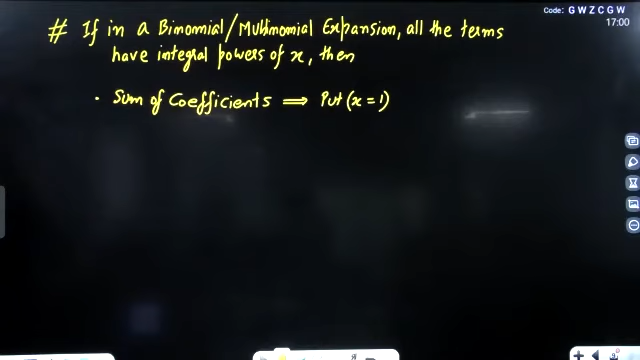 Code: G W Z C G W
17:00
# If in a Binomial/Multinomial Expansion, all the terms
have integral powers of x, then
• Sum of Coefficients ⟹ Put (x = 1)